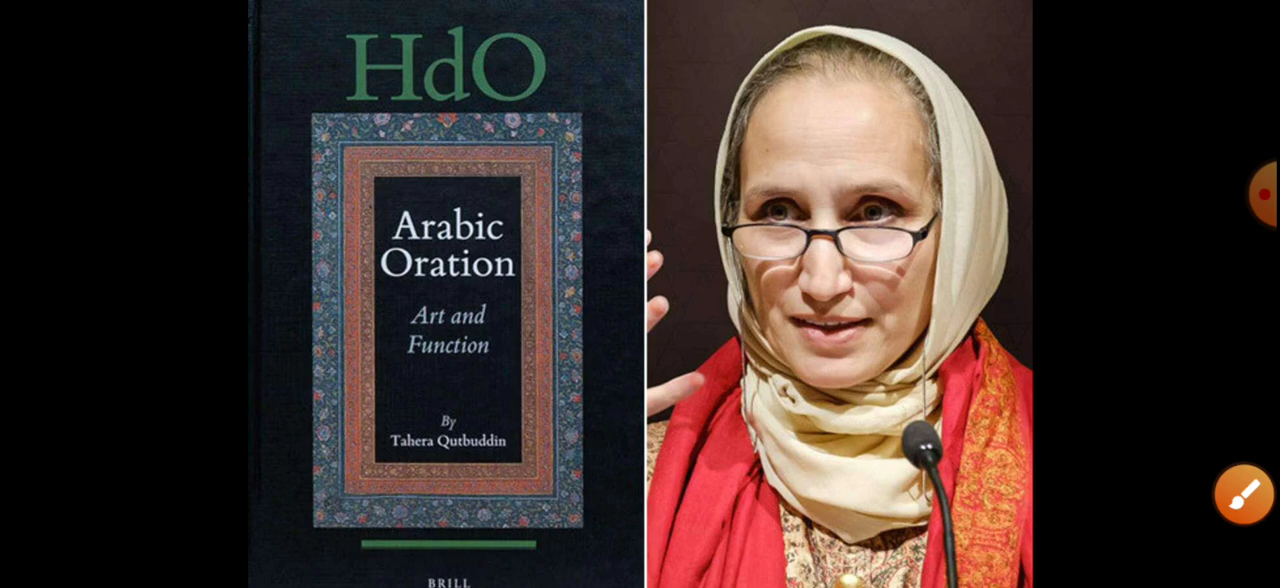 HdO
Arabic
Oration
Art and
Function
By
Tahera Qutbuddin
BRILL